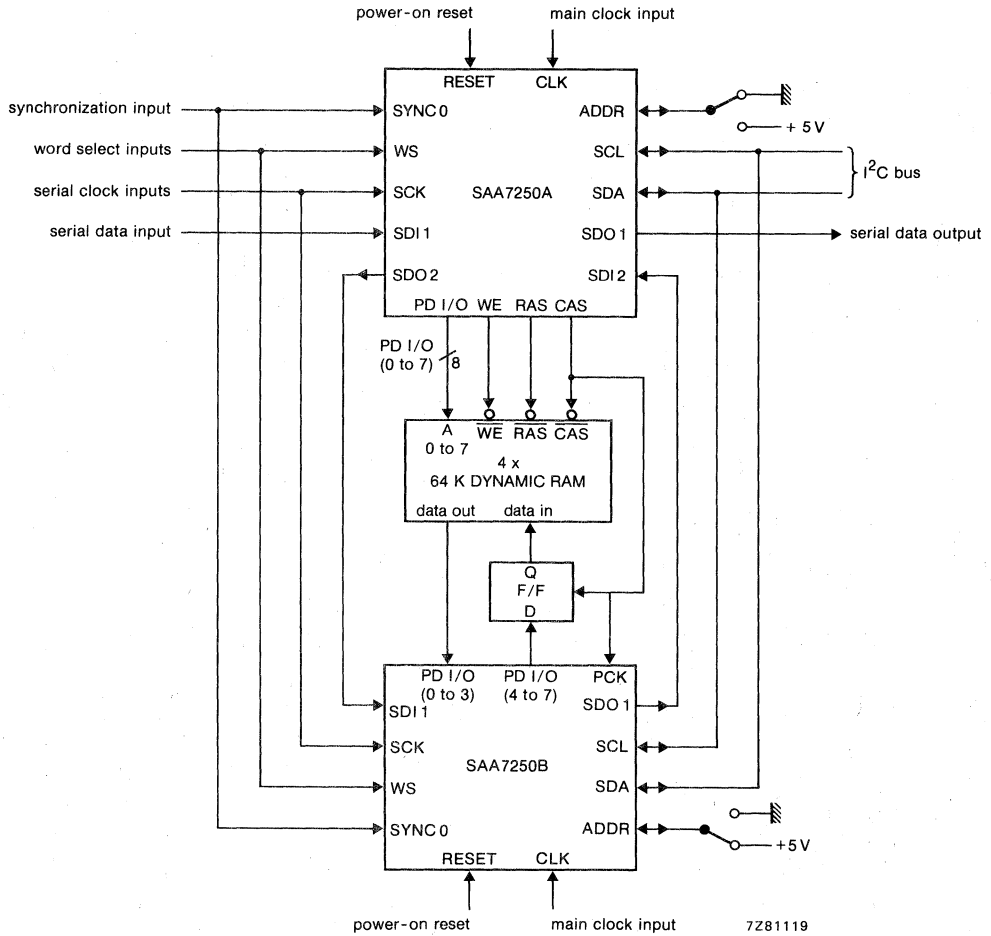 power-on reset
main clock input
RESET
CLK
synchronization input
SYNC 0
ADDR
+ 5 V
word select inputs
WS
SCL
I²C bus
serial clock inputs
SCK
SAA7250A
SDA
serial data input
SDI 1
SDO 1
serial data output
SDO 2
SDI 2
PD I/O
WE
RAS
CAS
PD I/O
(0 to 7)
8
A
0 to 7
WE
RAS
CAS
4 x
64 K DYNAMIC RAM
data out
data in
Q
F/F
D
PD I/O
(0 to 3)
PD I/O
(4 to 7)
PCK
SDI 1
SDO 1
SCK
SCL
SAA7250B
WS
SDA
SYNC 0
ADDR
+5 V
RESET
CLK
power-on reset
main clock input
7Z81119